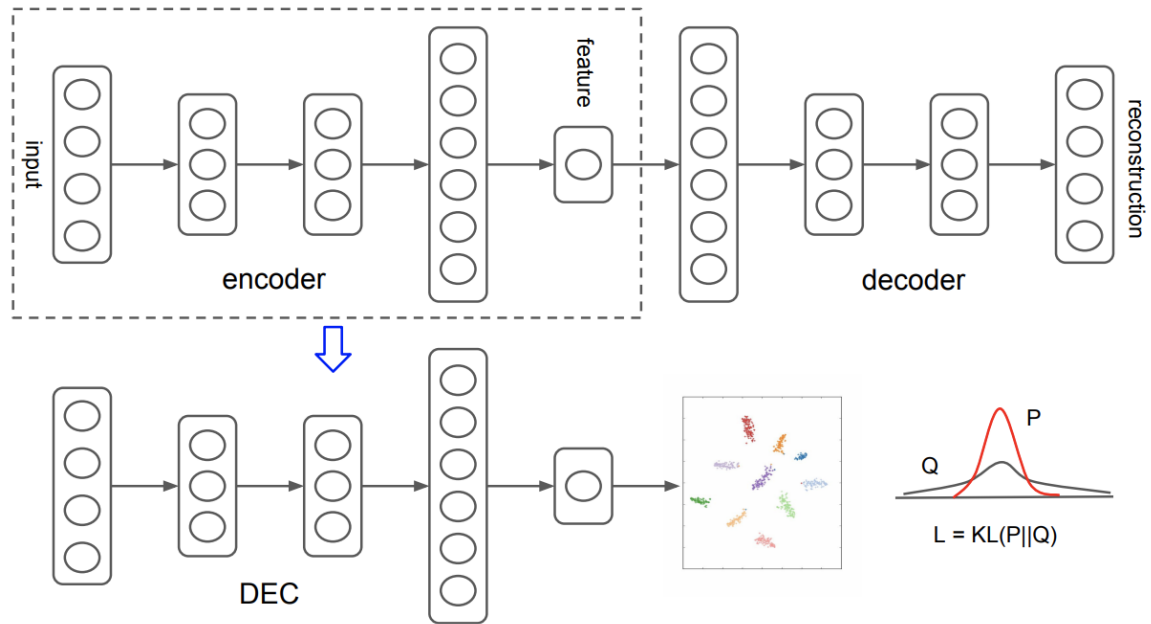 input
encoder
feature
decoder
reconstruction
DEC
P
Q
L = KL(P||Q)